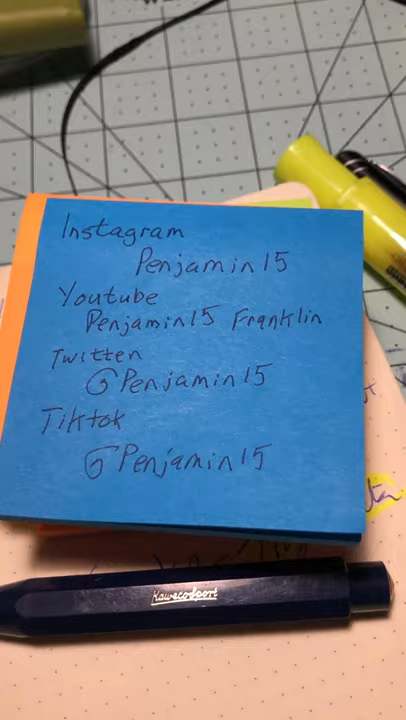 Instagram
Penjamin15
Youtube
Penjamin15 Franklin
Twitter
@Penjamin15
Tiktok
@Penjamin15
Kaweco Sport